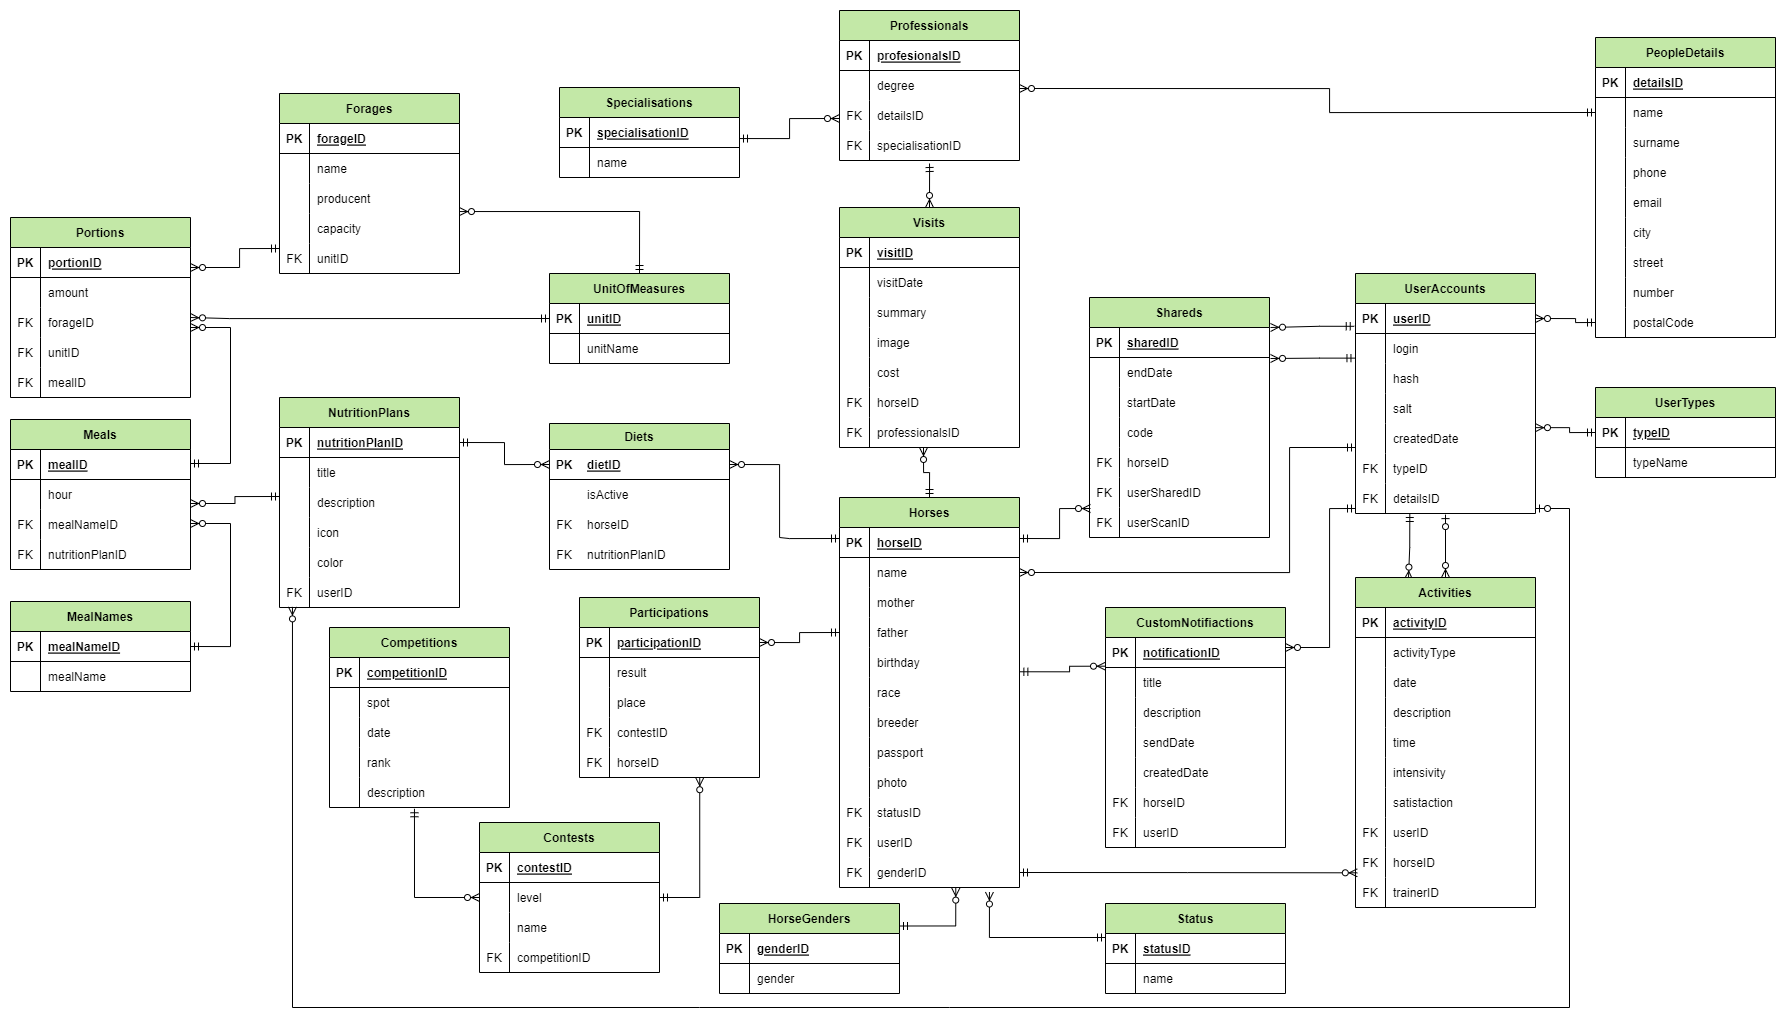 Professionals
PK profesionalsID
degree
FK detailsID
FK specialisationID
PeopleDetails
PK detailsID
name
surname
phone
email
city
street
number
postalCode
Specialisations
PK specialisationID
name
Forages
PK forageID
name
producent
capacity
FK unitID
Portions
PK portionID
amount
FK forageID
FK unitID
FK mealID
UnitOfMeasures
PK unitID
unitName
Visits
PK visitID
visitDate
summary
image
cost
FK horseID
FK professionalsID
Shareds
PK sharedID
endDate
startDate
code
FK horseID
FK userSharedID
FK userScanID
UserAccounts
PK userID
login
hash
salt
createdDate
FK typeID
FK detailsID
UserTypes
PK typeID
typeName
Meals
PK mealID
hour
FK mealNameID
FK nutritionPlanID
NutritionPlans
PK nutritionPlanID
title
description
icon
color
FK userID
Diets
PK dietID
isActive
FK horseID
FK nutritionPlanID
Horses
PK horseID
name
mother
father
birthday
race
breeder
passport
photo
FK statusID
FK userID
FK genderID
MealNames
PK mealNameID
mealName
Competitions
PK competitionID
spot
date
rank
description
Participations
PK participationID
result
place
FK contestID
FK horseID
CustomNotifiactions
PK notificationID
title
description
sendDate
createdDate
FK horseID
FK userID
Activities
PK activityID
activityType
date
description
time
intensivity
satistaction
FK userID
FK horseID
FK trainerID
Contests
PK contestID
level
name
FK competitionID
HorseGenders
PK genderID
gender
Status
PK statusID
name